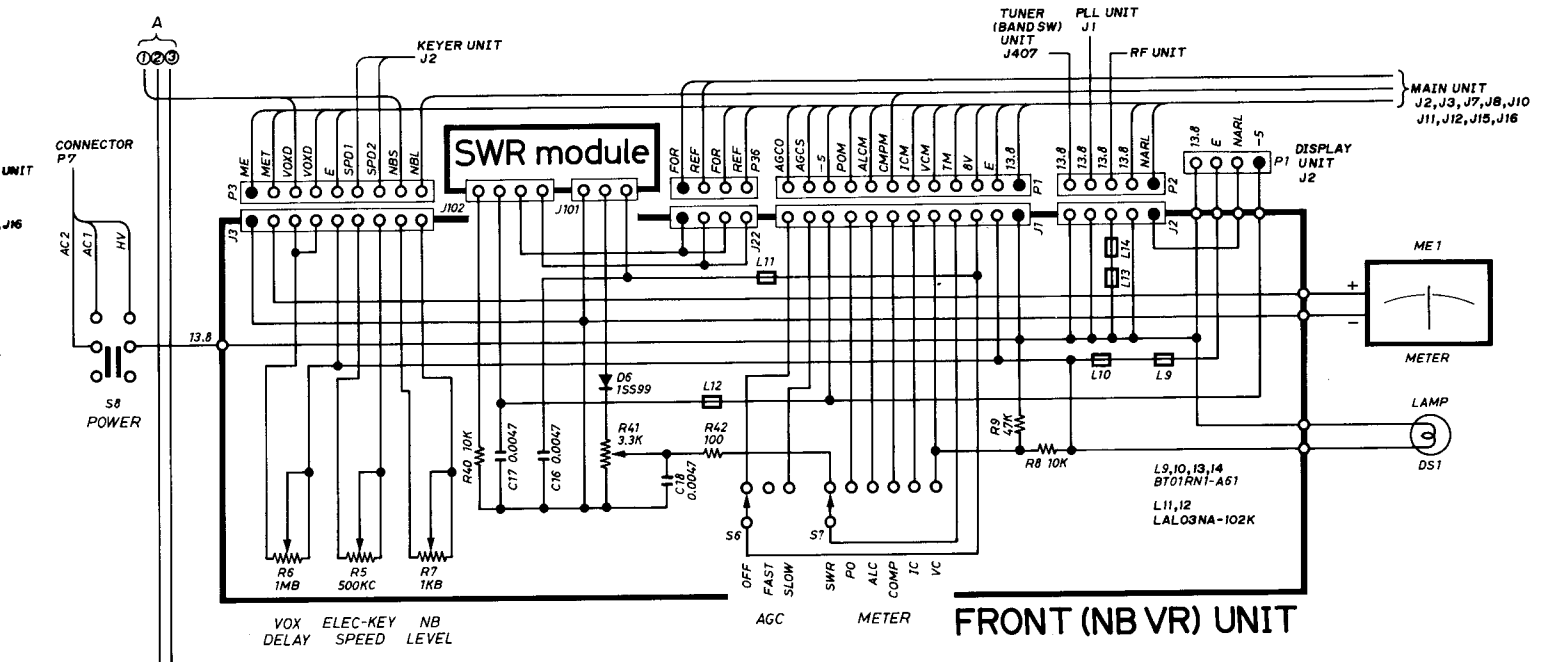 A
① ② ③
KEYER UNIT
J2
TUNER
(BAND SW)
UNIT
J407
PLL UNIT
J1
RF UNIT
MAIN UNIT
J2,J3,J7,J8,J10
J11,J12,J15,J16
UNIT
,J16
CONNECTOR
P7
AC2
AC1
HV
S8
POWER
13.8
P3
ME
MET
VOXD
VOXD
E
SPD1
SPD2
NBS
NBL
J3
SWR module
J102
J101
FOR
REF
FOR
REF
P36
J22
AGCO
AGCS
-5
POM
ALCM
CMPM
ICM
VCM
TM
8V
E
13.8
P1
J1
13.8
13.8
13.8
13.8
NARL
P2
J2
13.8
E
NARL
-5
P1
DISPLAY
UNIT
J2
L11
L14
L13
ME1
+
−
METER
D6
1SS99
L12
L10
L9
LAMP
DS1
R40 10K
C17 0.0047
C16 0.0047
R41
3.3K
R42
100
C18
0.0047
R9
47K
R8 10K
L9,10,13,14
BT01RN1-A61
L11,12
LAL03NA-102K
S6
S7
R6
1MB
R5
500KC
R7
1KB
OFF
FAST
SLOW
SWR
PO
ALC
COMP
IC
VC
VOX
DELAY
ELEC-KEY
SPEED
NB
LEVEL
AGC
METER
FRONT (NB VR) UNIT